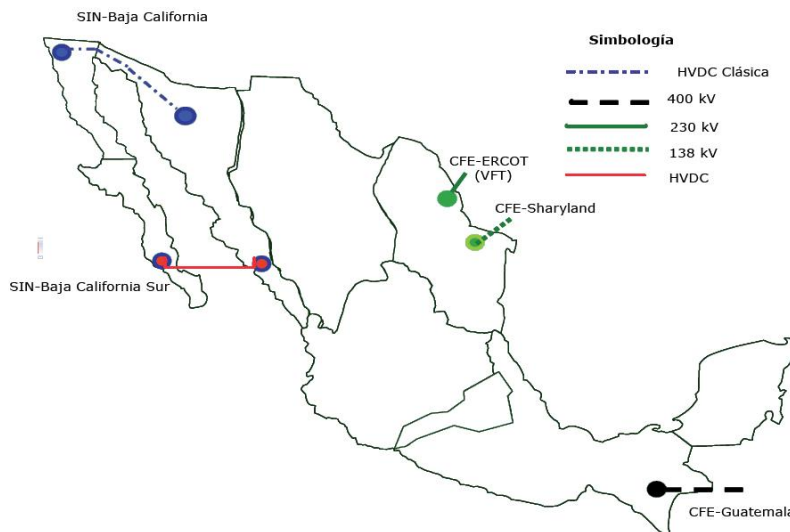 SIN-Baja California
Simbología
HVDC Clásica
400 kV
230 kV
138 kV
HVDC
CFE-ERCOT
(VFT)
CFE-Sharyland
SIN-Baja California Sur
CFE-Guatemala